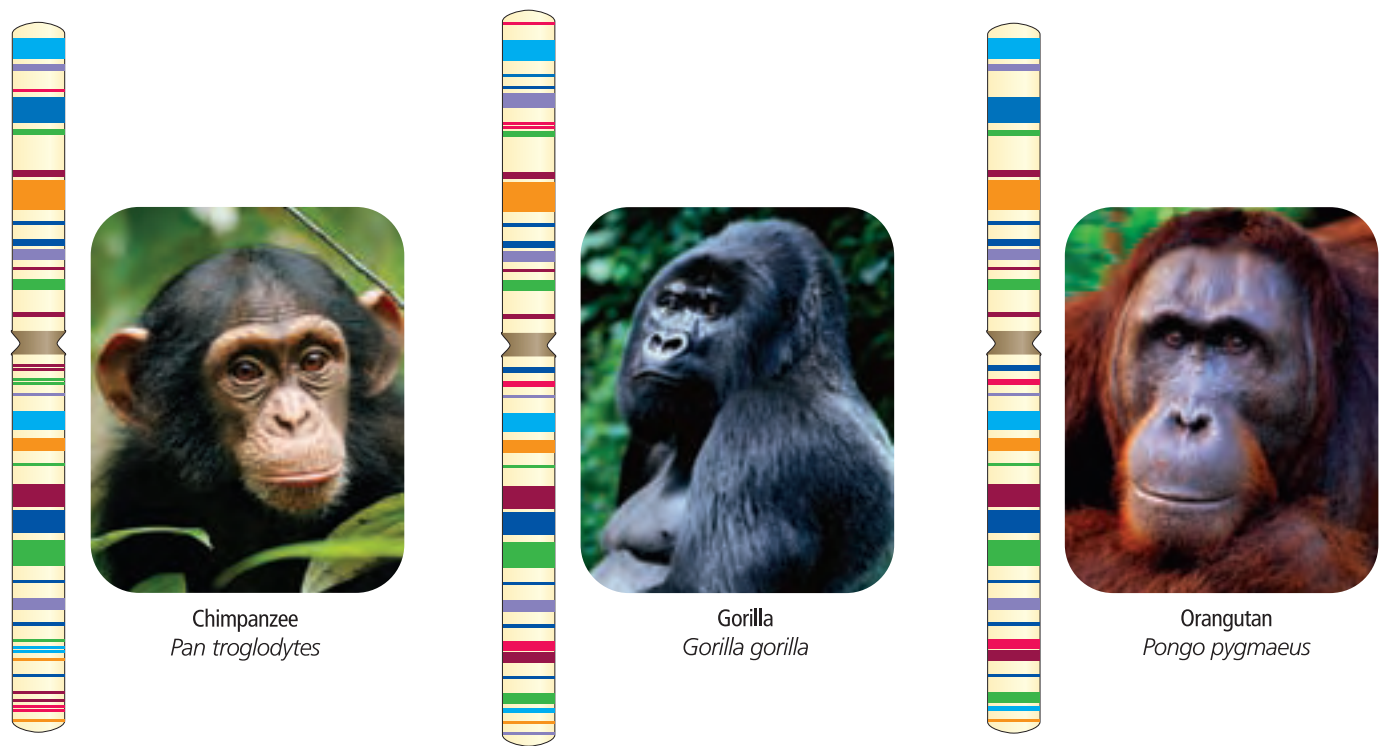 Chimpanzee
Pan troglodytes
Gorilla
Gorilla gorilla
Orangutan
Pongo pygmaeus